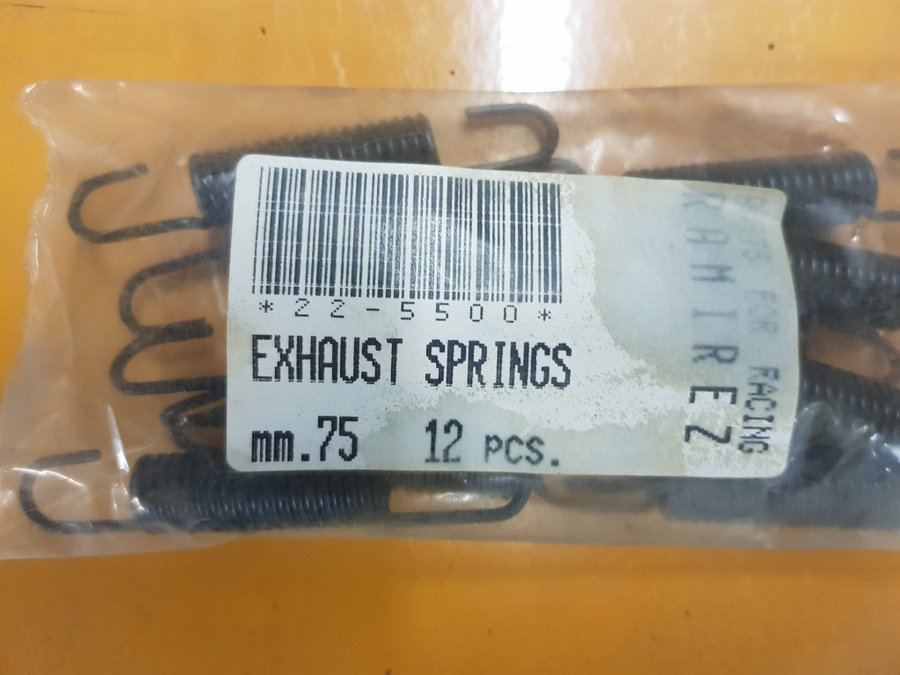 *22-5500*
EXHAUST SPRINGS
mm.75 12 PCS.
RAMIREZ
PARTS FOR RACING